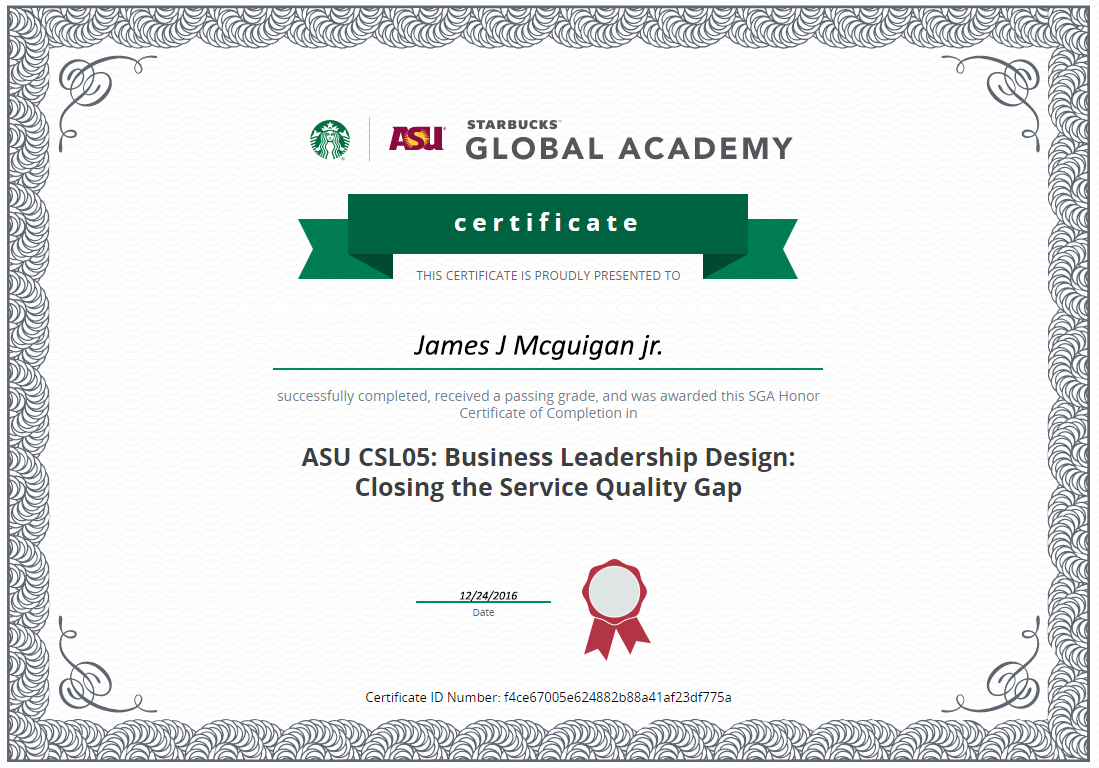 ASU
STARBUCKS™
GLOBAL ACADEMY
certificate
THIS CERTIFICATE IS PROUDLY PRESENTED TO
James J Mcguigan jr.
successfully completed, received a passing grade, and was awarded this SGA Honor
Certificate of Completion in
ASU CSL05: Business Leadership Design:
Closing the Service Quality Gap
12/24/2016
Date
Certificate ID Number: f4ce67005e624882b88a41af23df775a